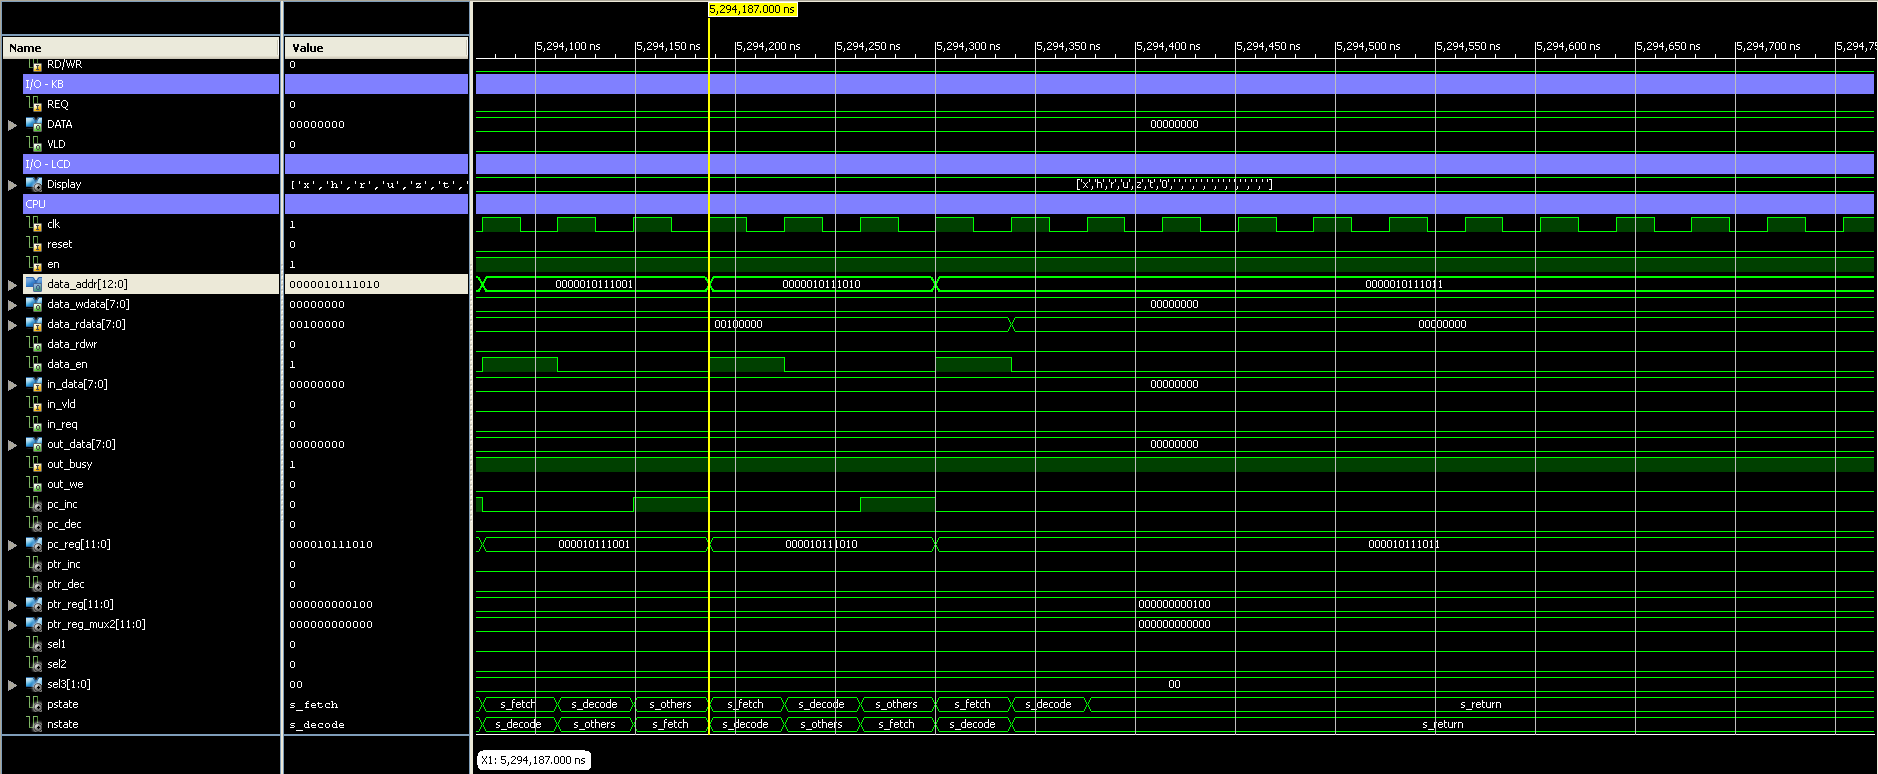 5,294,187.000 ns
Name Value 5,294,100 ns 5,294,150 ns 5,294,200 ns 5,294,250 ns 5,294,300 ns 5,294,350 ns 5,294,400 ns 5,294,450 ns 5,294,500 ns 5,294,550 ns 5,294,600 ns 5,294,650 ns 5,294,700 ns 5,294,75
RD/WR 0
I/O - KB
REQ 0
DATA 00000000 00000000
VLD 0
I/O - LCD
Display ['x','h','r','u','z','t',' ['x','h','r','u','z','t','0',' ',' ',' ',' ',' ',' ',' ',' ',' ']
CPU
clk 1
reset 0
en 1
data_addr[12:0] 0000010111010 0000010111001 0000010111010 0000010111011
data_wdata[7:0] 00000000 00000000
data_rdata[7:0] 00100000 00100000 00000000
data_rdwr 0
data_en 1
in_data[7:0] 00000000 00000000
in_vld 0
in_req 0
out_data[7:0] 00000000 00000000
out_busy 1
out_we 0
pc_inc 0
pc_dec 0
pc_reg[11:0] 000010111010 000010111001 000010111010 000010111011
ptr_inc 0
ptr_dec 0
ptr_reg[11:0] 000000000100 000000000100
ptr_reg_mux2[11:0] 000000000000 000000000000
sel1 0
sel2 0
sel3[1:0] 00 00
pstate s_fetch s_fetch s_decode s_others s_fetch s_decode s_others s_fetch s_decode s_return
nstate s_decode s_decode s_others s_fetch s_decode s_others s_fetch s_decode s_return
X1: 5,294,187.000 ns